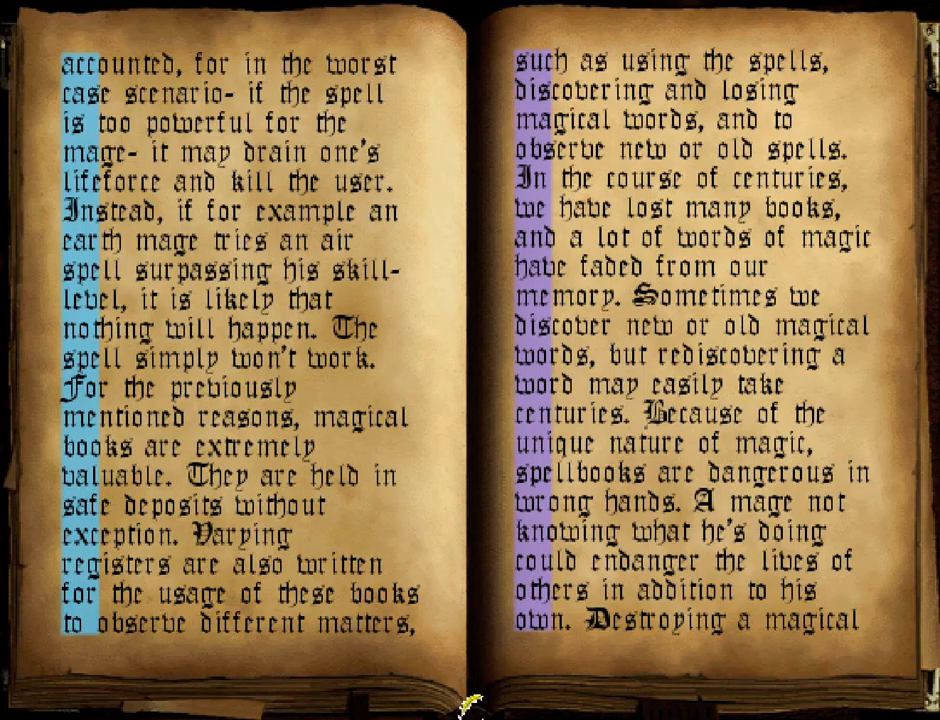 accounted, for in the worst
case scenario- if the spell
is too powerful for the
mage- it may drain one's
lifeforce and kill the user.
Instead, if for example an
earth mage tries an air
spell surpassing his skill-
level, it is likely that
nothing will happen. The
spell simply won't work.
For the previously
mentioned reasons, magical
books are extremely
valuable. They are held in
safe deposits without
exception. Varying
registers are also written
for the usage of these books
to observe different matters,
such as using the spells,
discovering and losing
magical words, and to
observe new or old spells.
In the course of centuries,
we have lost many books,
and a lot of words of magic
have faded from our
memory. Sometimes we
discover new or old magical
words, but rediscovering a
word may easily take
centuries. Because of the
unique nature of magic,
spellbooks are dangerous in
wrong hands. A mage not
knowing what he's doing
could endanger the lives of
others in addition to his
own. Destroying a magical